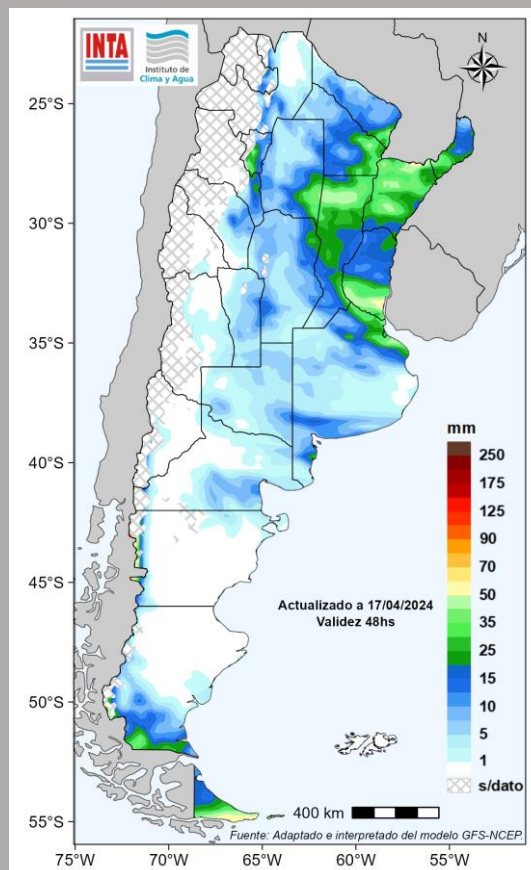 INTA
Instituto de
Clima y Agua
N
25°S
30°S
35°S
40°S
45°S
50°S
55°S
mm
250
175
125
90
70
50
35
25
15
10
5
1
s/dato
Actualizado a 17/04/2024
Validez 48hs
400 km
Fuente: Adaptado e interpretado del modelo GFS-NCEP.
75°W
70°W
65°W
60°W
55°W